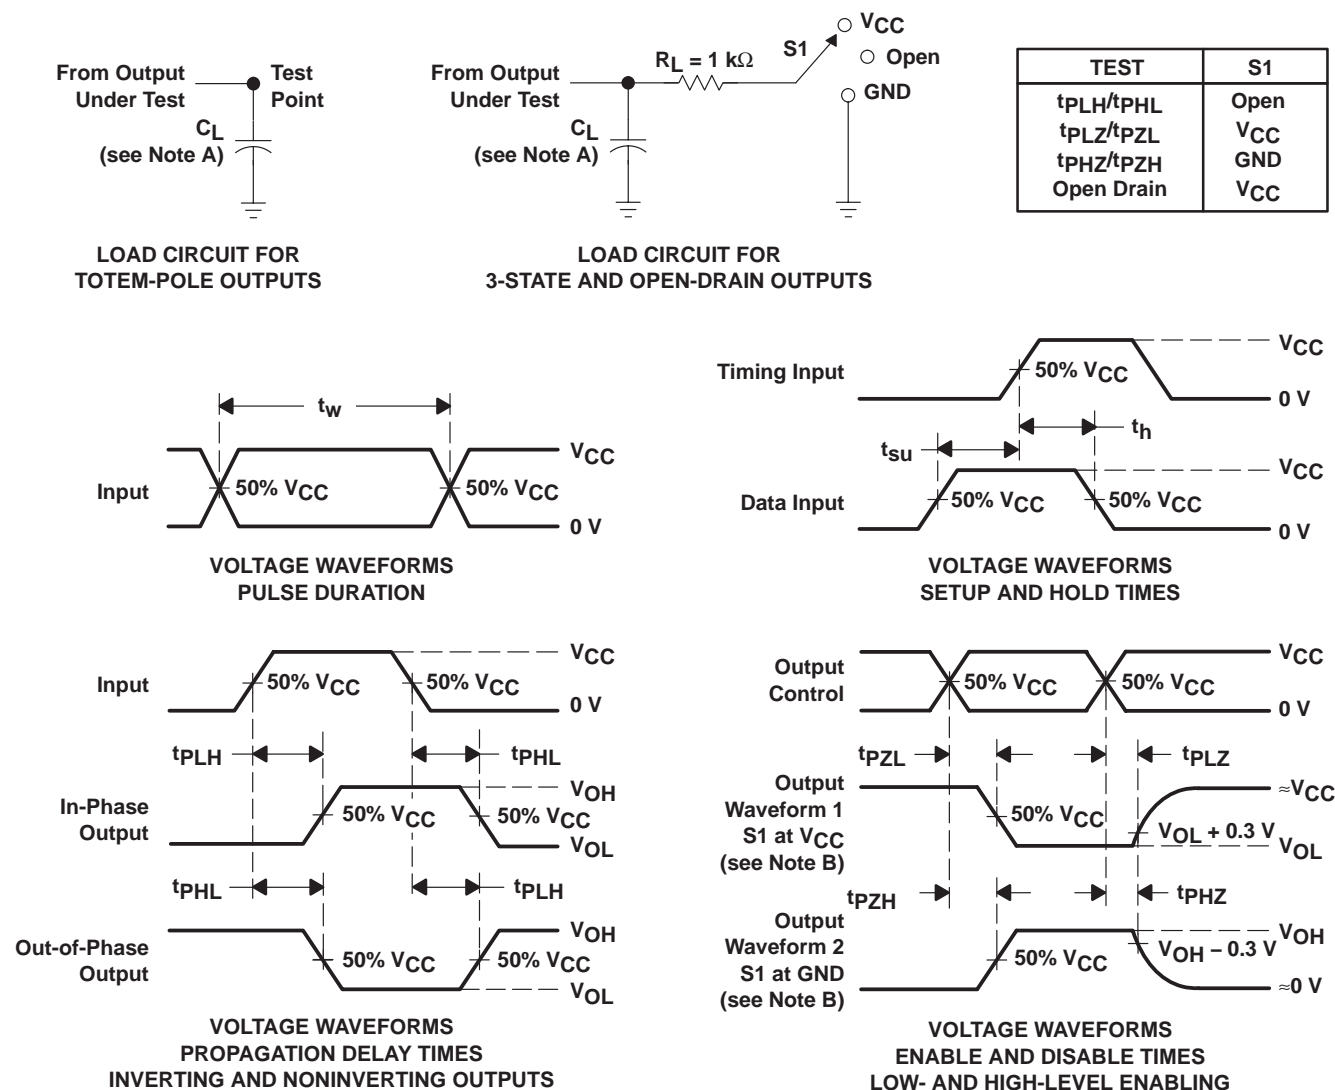 From Output
Under Test
Test
Point
CL
(see Note A)
LOAD CIRCUIT FOR
TOTEM-POLE OUTPUTS
From Output
Under Test
CL
(see Note A)
RL = 1 kΩ
S1
VCC
Open
GND
LOAD CIRCUIT FOR
3-STATE AND OPEN-DRAIN OUTPUTS
TEST S1
tPLH/tPHL Open
tPLZ/tPZL VCC
tPHZ/tPZH GND
Open Drain VCC
tw
Input
50% VCC
50% VCC
VCC
0 V
VOLTAGE WAVEFORMS
PULSE DURATION
Timing Input
50% VCC
VCC
0 V
tsu
th
Data Input
50% VCC
50% VCC
VCC
0 V
VOLTAGE WAVEFORMS
SETUP AND HOLD TIMES
Input
50% VCC
50% VCC
VCC
0 V
tPLH
tPHL
In-Phase
Output
50% VCC
50% VCC
VOH
VOL
tPHL
tPLH
Out-of-Phase
Output
50% VCC
50% VCC
VOH
VOL
VOLTAGE WAVEFORMS
PROPAGATION DELAY TIMES
INVERTING AND NONINVERTING OUTPUTS
Output
Control
50% VCC
50% VCC
VCC
0 V
tPZL
tPLZ
Output
Waveform 1
S1 at VCC
(see Note B)
50% VCC
VOL + 0.3 V
≈VCC
VOL
tPZH
tPHZ
Output
Waveform 2
S1 at GND
(see Note B)
50% VCC
VOH − 0.3 V
VOH
≈0 V
VOLTAGE WAVEFORMS
ENABLE AND DISABLE TIMES
LOW- AND HIGH-LEVEL ENABLING